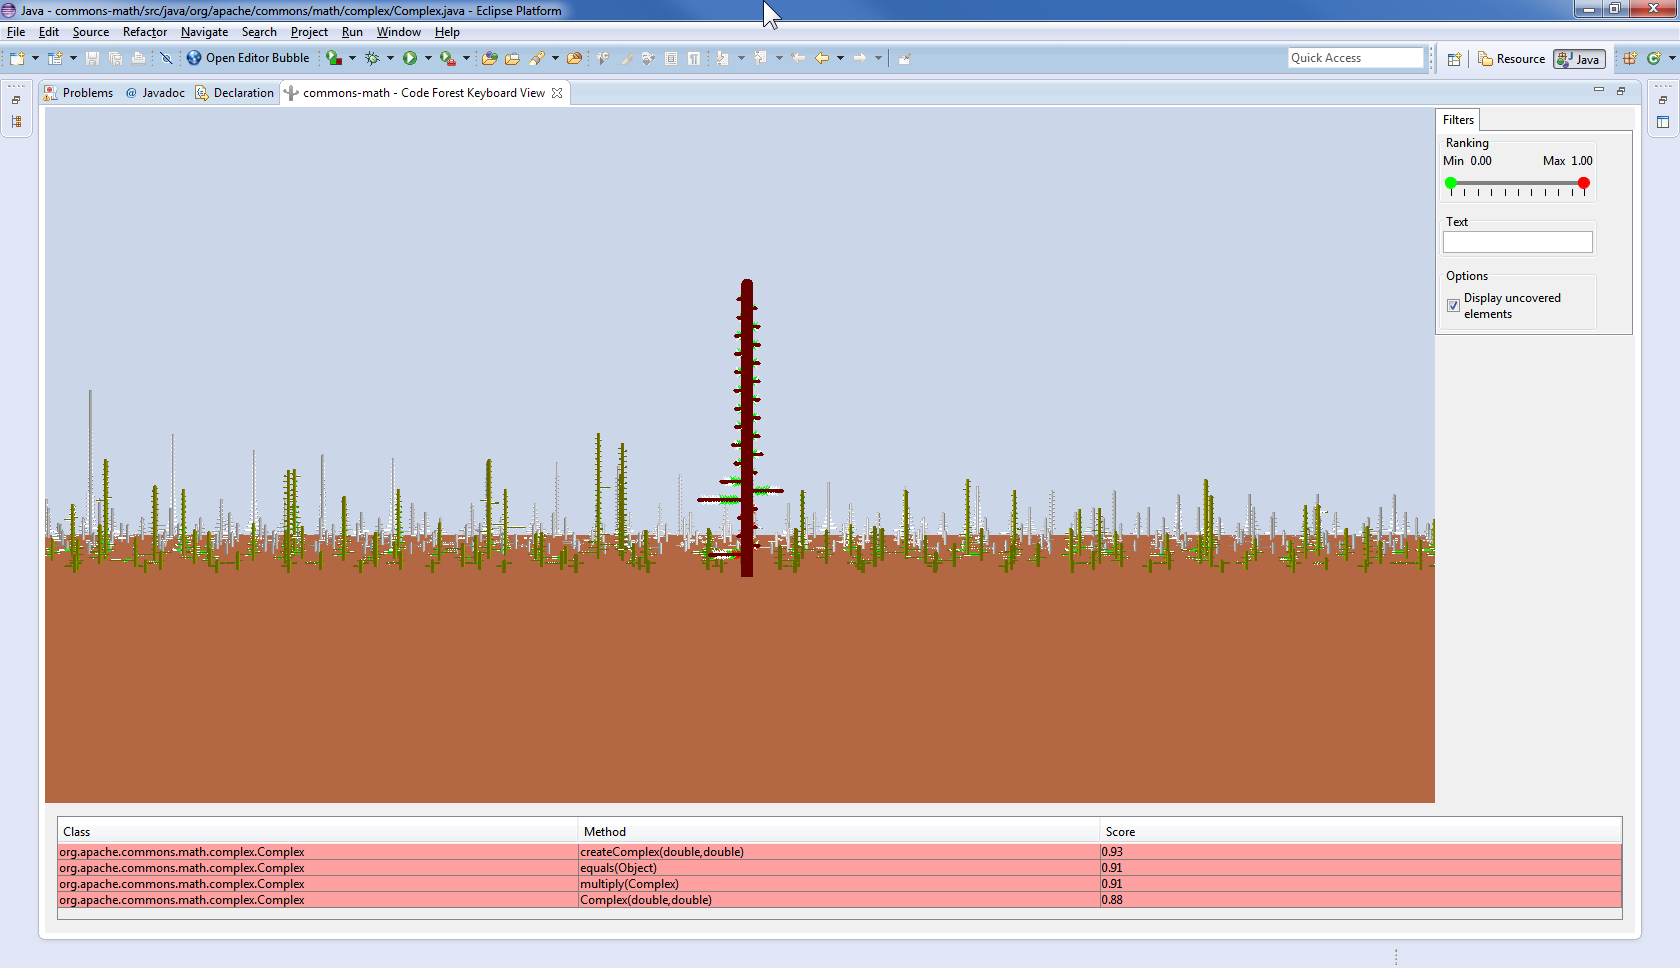 Java - commons-math/src/java/org/apache/commons/math/complex/Complex.java - Eclipse Platform
File Edit Source Refactor Navigate Search Project Run Window Help
Open Editor Bubble Quick Access Resource Java
Problems @ Javadoc Declaration commons-math - Code Forest Keyboard View
Filters
Ranking
Min 0.00 Max 1.00
Text
Options
Display uncovered
elements
Class Method Score
org.apache.commons.math.complex.Complex createComplex(double,double) 0.93
org.apache.commons.math.complex.Complex equals(Object) 0.91
org.apache.commons.math.complex.Complex multiply(Complex) 0.91
org.apache.commons.math.complex.Complex Complex(double,double) 0.88